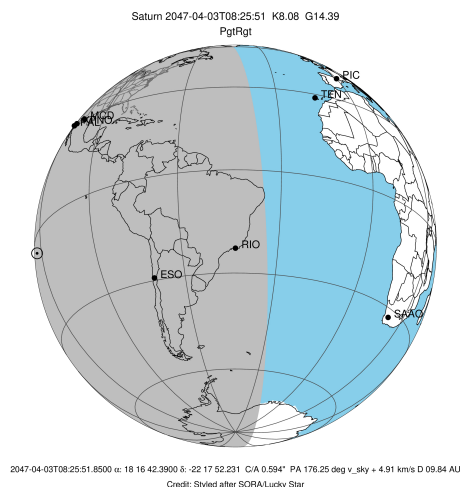 Saturn 2047-04-03T08:25:51 K8.08 G14.39
PgtRgt
PIC
TEN
MCD
RIO
ESO
SAAO
2047-04-03T08:25:51.8500 α: 18 16 42.3900 δ: -22 17 52.231 C/A 0.594" PA 176.25 deg v_sky + 4.91 km/s D 09.84 AU
Credit: Styled after SORA/Lucky Star